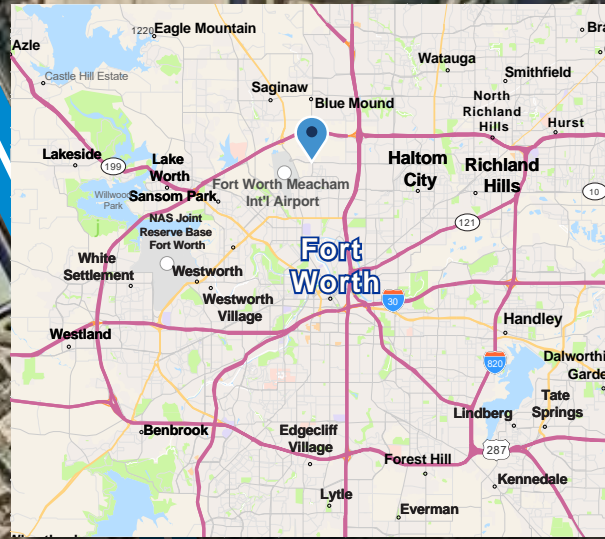 1220
Eagle Mountain
Azle
Watauga
Castle Hill Estate
Smithfield
Saginaw
Blue Mound
North
Richland
Hills
Hurst
Lakeside
199
Lake
Worth
Haltom
City
Richland
Hills
Fort Worth Meacham
Int'l Airport
Sansom Park
Park
10
NAS Joint
Reserve Base
Fort Worth
121
Fort
Worth
White
Settlement
Westworth
Westworth
Village
30
Handley
Westland
820
Tate
Springs
Lindberg
Benbrook
Edgecliff
Village
287
Forest Hill
Kennedale
Lytle
Everman